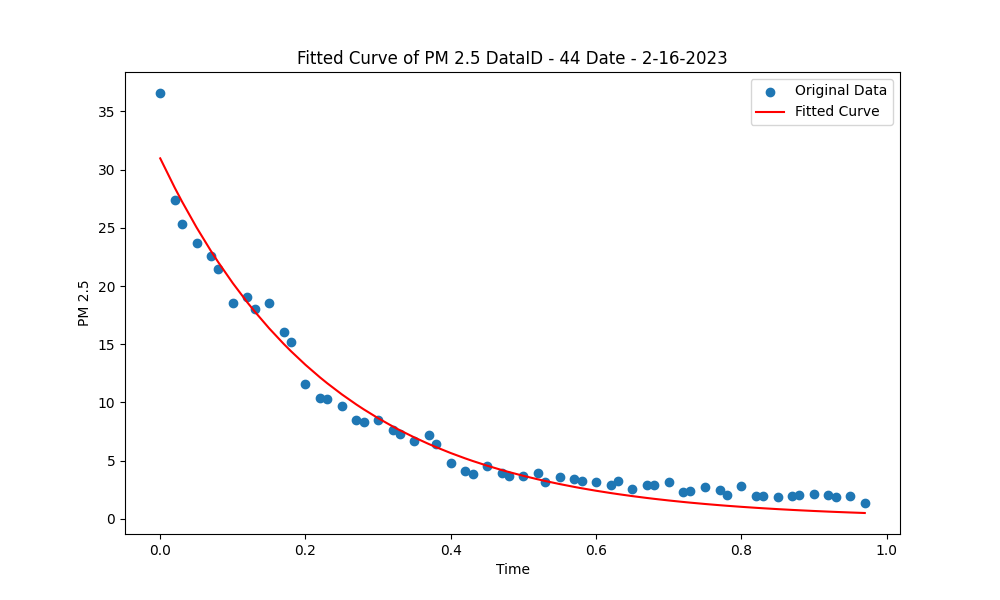 Fitted Curve of PM 2.5 DataID - 44 Date - 2-16-2023
Original Data
Fitted Curve
PM 2.5
35
30
25
20
15
10
5
0
0.0 0.2 0.4 0.6 0.8 1.0
Time